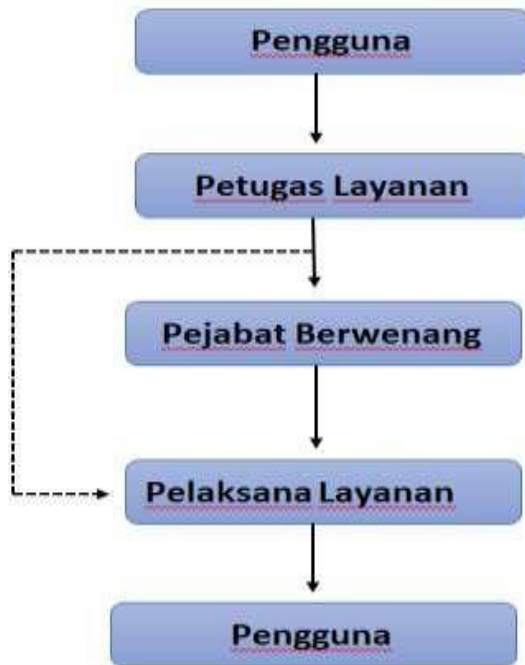 Pengguna
Petugas Layanan
Pejabat Berwenang
Pelaksana Layanan
Pengguna